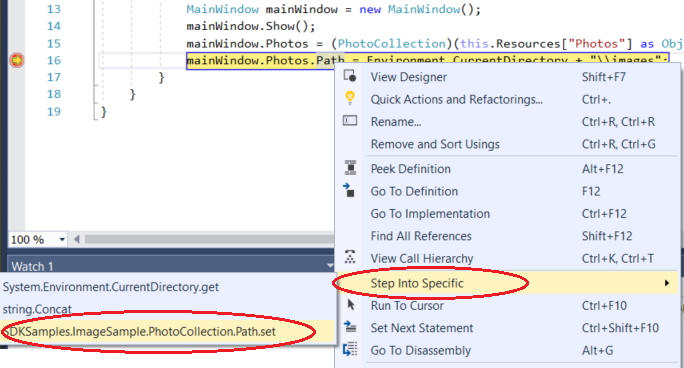 13 MainWindow mainWindow = new MainWindow();
14 mainWindow.Show();
15 mainWindow.Photos = (PhotoCollection)(this.Resources["Photos"] as Obj
16 mainWindow.Photos.Path = Environment.CurrentDirectory + "\\images";
17 }
18 }
19 }
View Designer Shift+F7
Quick Actions and Refactorings... Ctrl+.
Rename... Ctrl+R, Ctrl+R
Remove and Sort Usings Ctrl+R, Ctrl+G
Peek Definition Alt+F12
Go To Definition F12
Go To Implementation Ctrl+F12
Find All References Shift+F12
View Call Hierarchy Ctrl+K, Ctrl+T
Step Into Specific
Run To Cursor Ctrl+F10
Set Next Statement Ctrl+Shift+F10
Go To Disassembly Alt+G
100 %
Watch 1
System.Environment.CurrentDirectory.get
string.Concat
SDKSamples.ImageSample.PhotoCollection.Path.set